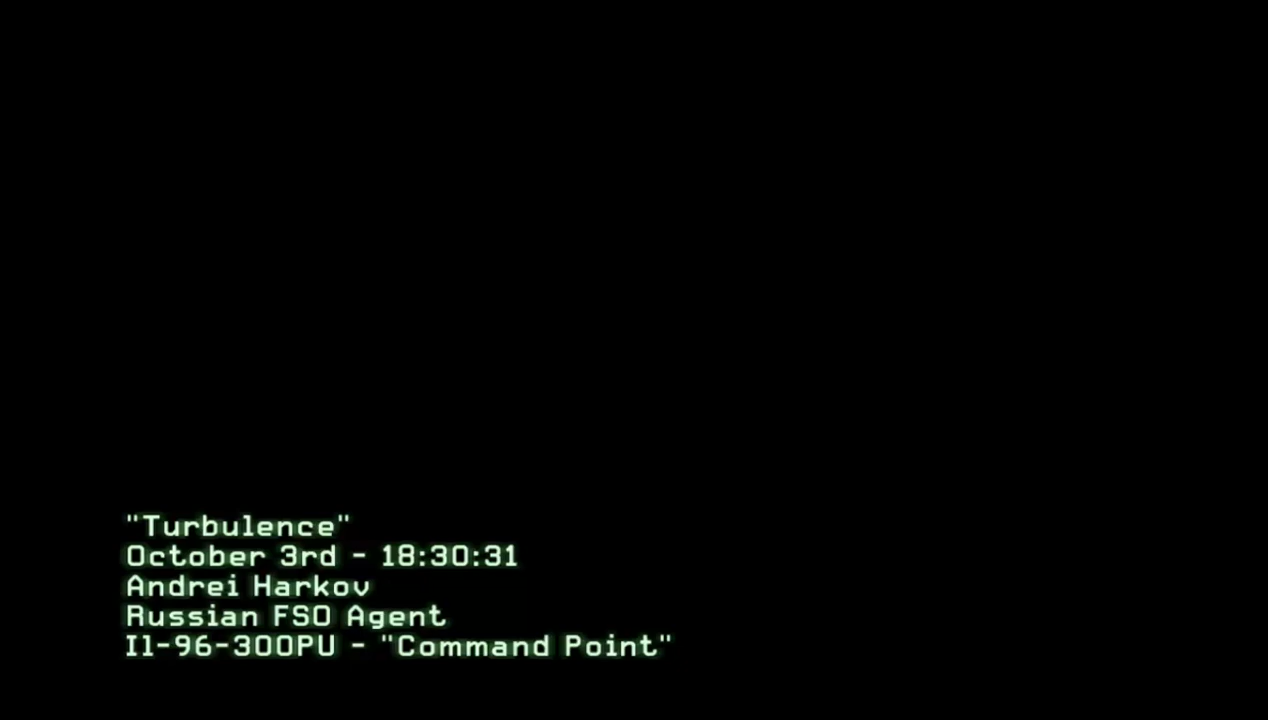 "Turbulence"
October 3rd - 18:30:31
Andrei Harkov
Russian FSO Agent
Il-96-300PU - "Command Point"